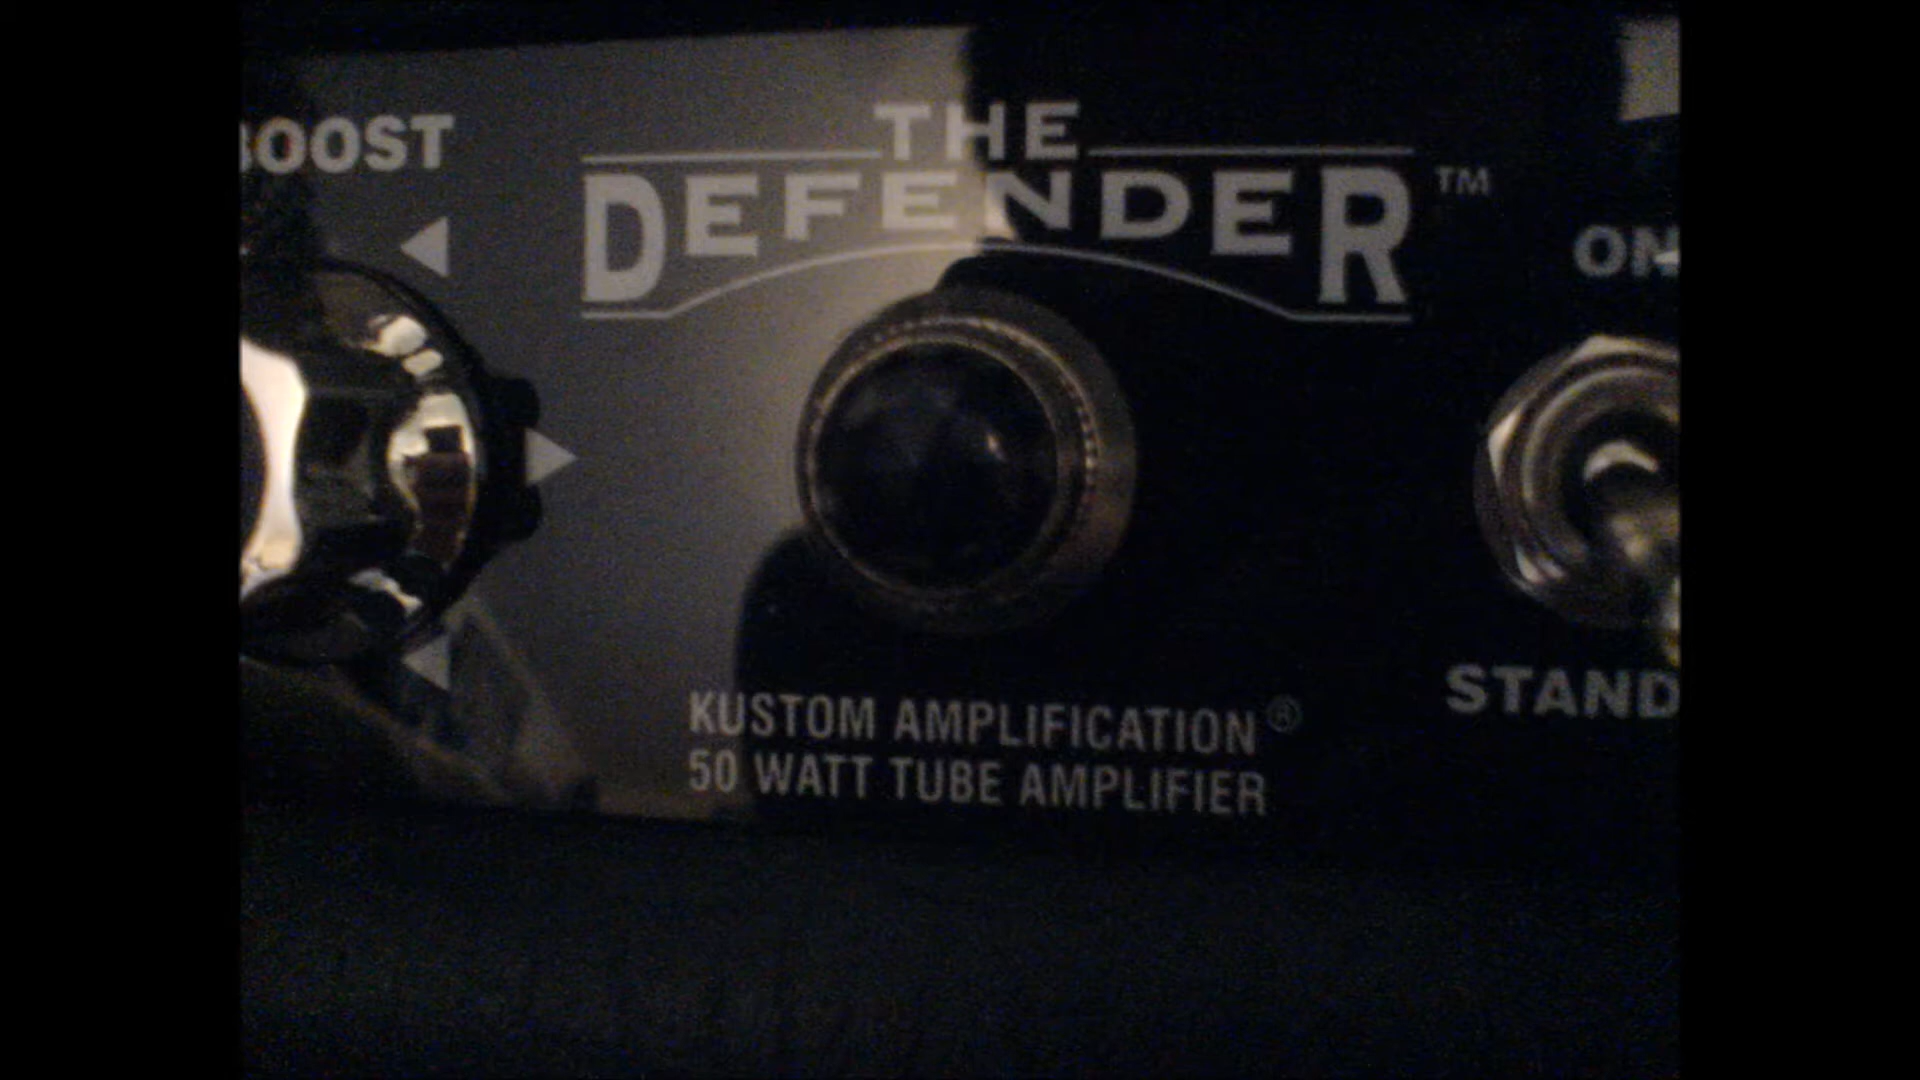 BOOST
THE
DEFENDER™
ON
STAND
KUSTOM AMPLIFICATION®
50 WATT TUBE AMPLIFIER